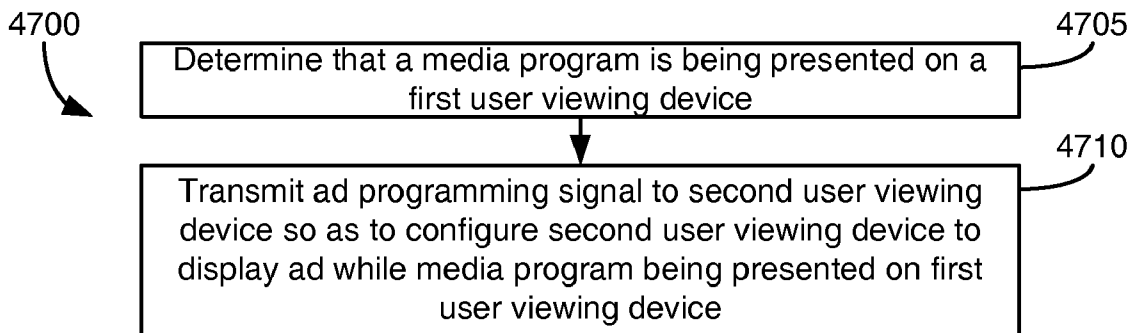 4700
4705
Determine that a media program is being presented on a
first user viewing device
4710
Transmit ad programming signal to second user viewing
device so as to configure second user viewing device to
display ad while media program being presented on first
user viewing device